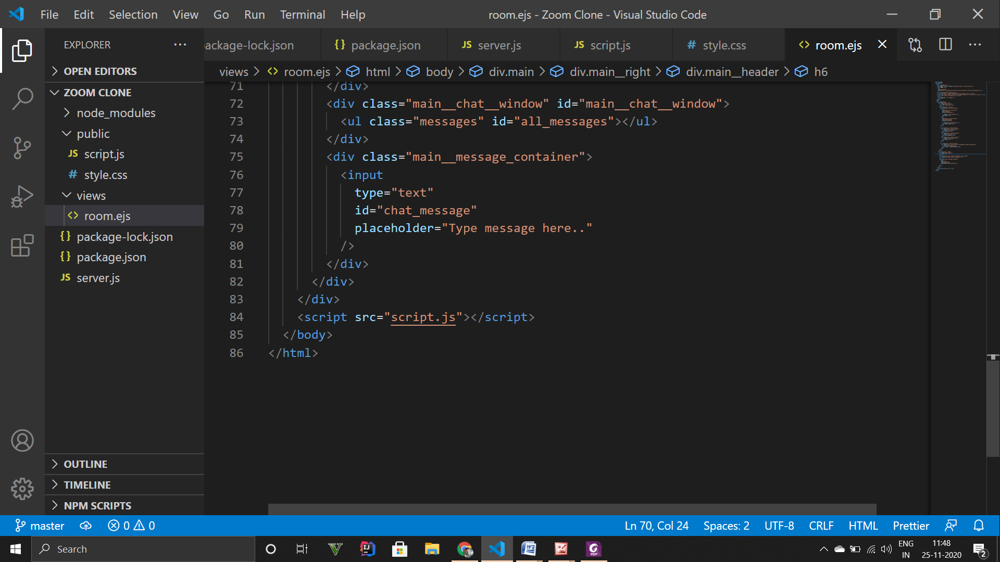 File Edit Selection View Go Run Terminal Help
room.ejs - Zoom Clone - Visual Studio Code
EXPLORER
ackage-lock.json
{} package.json
JS server.js
JS script.js
# style.css
<> room.ejs
OPEN EDITORS
ZOOM CLONE
node_modules
public
JS script.js
# style.css
views
<> room.ejs
{} package-lock.json
{} package.json
JS server.js
OUTLINE
TIMELINE
NPM SCRIPTS
views > <> room.ejs > html > body > div.main > div.main__right > div.main__header > h6
71 </div>
72 <div class="main__chat__window" id="main__chat__window">
73 <ul class="messages" id="all_messages"></ul>
74 </div>
75 <div class="main__message_container">
76 <input
77 type="text"
78 id="chat_message"
79 placeholder="Type message here.."
80 />
81 </div>
82 </div>
83 </div>
84 <script src="script.js"></script>
85 </body>
86 </html>
master
0 0
Ln 70, Col 24
Spaces: 2
UTF-8
CRLF
HTML
Prettier
Search
ENG
IN
11:48
25-11-2020
2